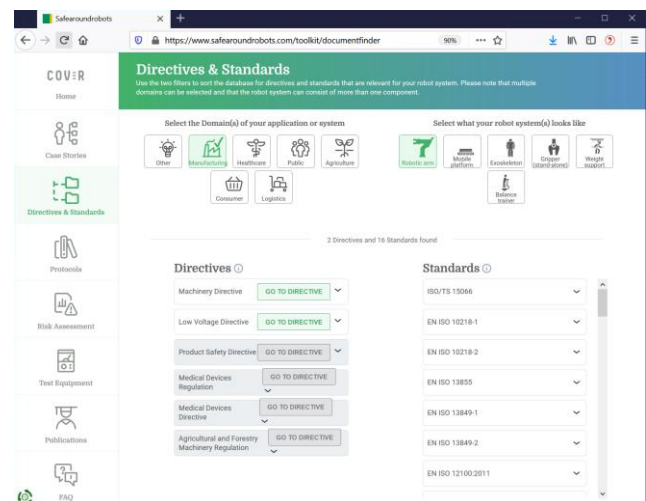 Safearoundrobots
https://www.safearoundrobots.com/toolkit/documentfinder
90%
COVER
Home
Case Stories
Directives & Standards
Protocols
Risk Assessment
Test Equipment
Publications
FAQ
Directives & Standards
Use the two filters to sort the database for directives and standards that are relevant for your robot system. Please note that multiple
domains can be selected and that the robot system can consist of more than one component.
Select the Domain(s) of your application or system
Other
Manufacturing
Healthcare
Public
Agriculture
Consumer
Logistics
Select what your robot system(s) looks like
Robotic arm
Mobile
platform
Exoskeleton
Gripper
(stand-alone)
Weight
support
Balance
trainer
2 Directives and 16 Standards found
Directives
Machinery Directive GO TO DIRECTIVE
Low Voltage Directive GO TO DIRECTIVE
Product Safety Directive GO TO DIRECTIVE
Medical Devices
Regulation
GO TO DIRECTIVE
Medical Devices
Directive
GO TO DIRECTIVE
Agricultural and Forestry
Machinery Regulation
GO TO DIRECTIVE
Standards
ISO/TS 15066
EN ISO 10218-1
EN ISO 10218-2
EN ISO 13855
EN ISO 13849-1
EN ISO 13849-2
EN ISO 12100:2011